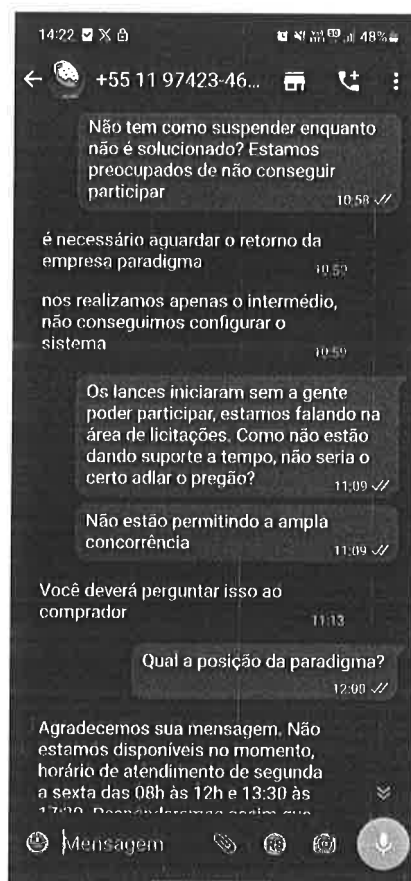 14:22
48%
+55 11 97423-46...
Não tem como suspender enquanto
não é solucionado? Estamos
preocupados de não conseguir
participar
10:58
é necessário aguardar o retorno da
empresa paradigma
10:59
nos realizamos apenas o intermédio,
não conseguimos configurar o
sistema
10:59
Os lances iniciaram sem a gente
poder participar, estamos falando na
área de licitações. Como não estão
dando suporte a tempo, não seria o
certo adiar o pregão?
11:09
Não estão permitindo a ampla
concorrência
11:09
Você deverá perguntar isso ao
comprador
11:13
Qual a posição da paradigma?
12:00
Agradecemos sua mensagem. Não
estamos disponíveis no momento,
horário de atendimento de segunda
a sexta das 08h às 12h e 13:30 às
Mensagem